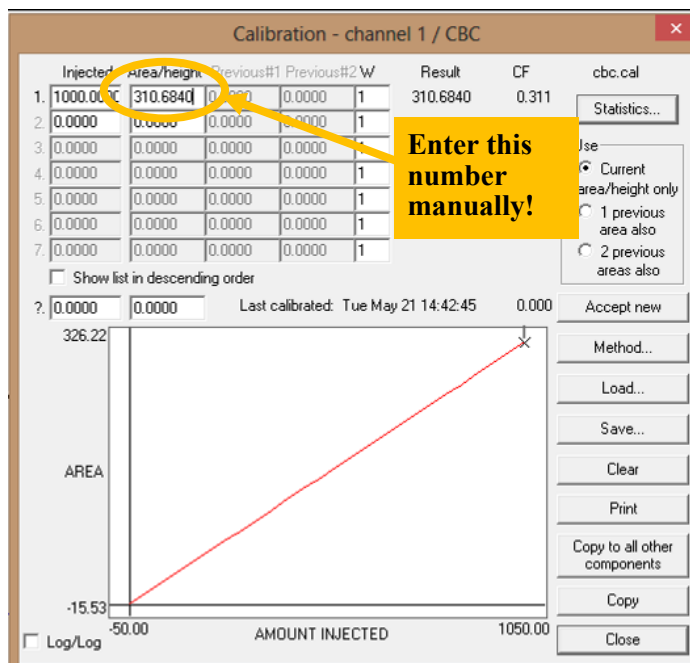 Calibration - channel 1 / CBC
Injected Area/height Previous#1 Previous#2 W Result CF cbc.cal
1. 1000.000 310.6840 0.0000 0.0000 1 310.6840 0.311
Statistics...
2. 0.0000 0.0000 0.0000 0.0000 1
3. 0.0000 0.0000 0.0000 0.0000 1
4. 0.0000 0.0000 0.0000 0.0000 1
5. 0.0000 0.0000 0.0000 0.0000 1
6. 0.0000 0.0000 0.0000 0.0000 1
7. 0.0000 0.0000 0.0000 0.0000 1
Enter this
number
manually!
Use
Current
area/height only
1 previous
area also
2 previous
areas also
Show list in descending order
?. 0.0000 0.0000 Last calibrated: Tue May 21 14:42:45 0.000
Accept new
Method...
Load...
Save...
Clear
Print
Copy to all other
components
Copy
Close
326.22
AREA
-15.53
-50.00 AMOUNT INJECTED 1050.00
Log/Log